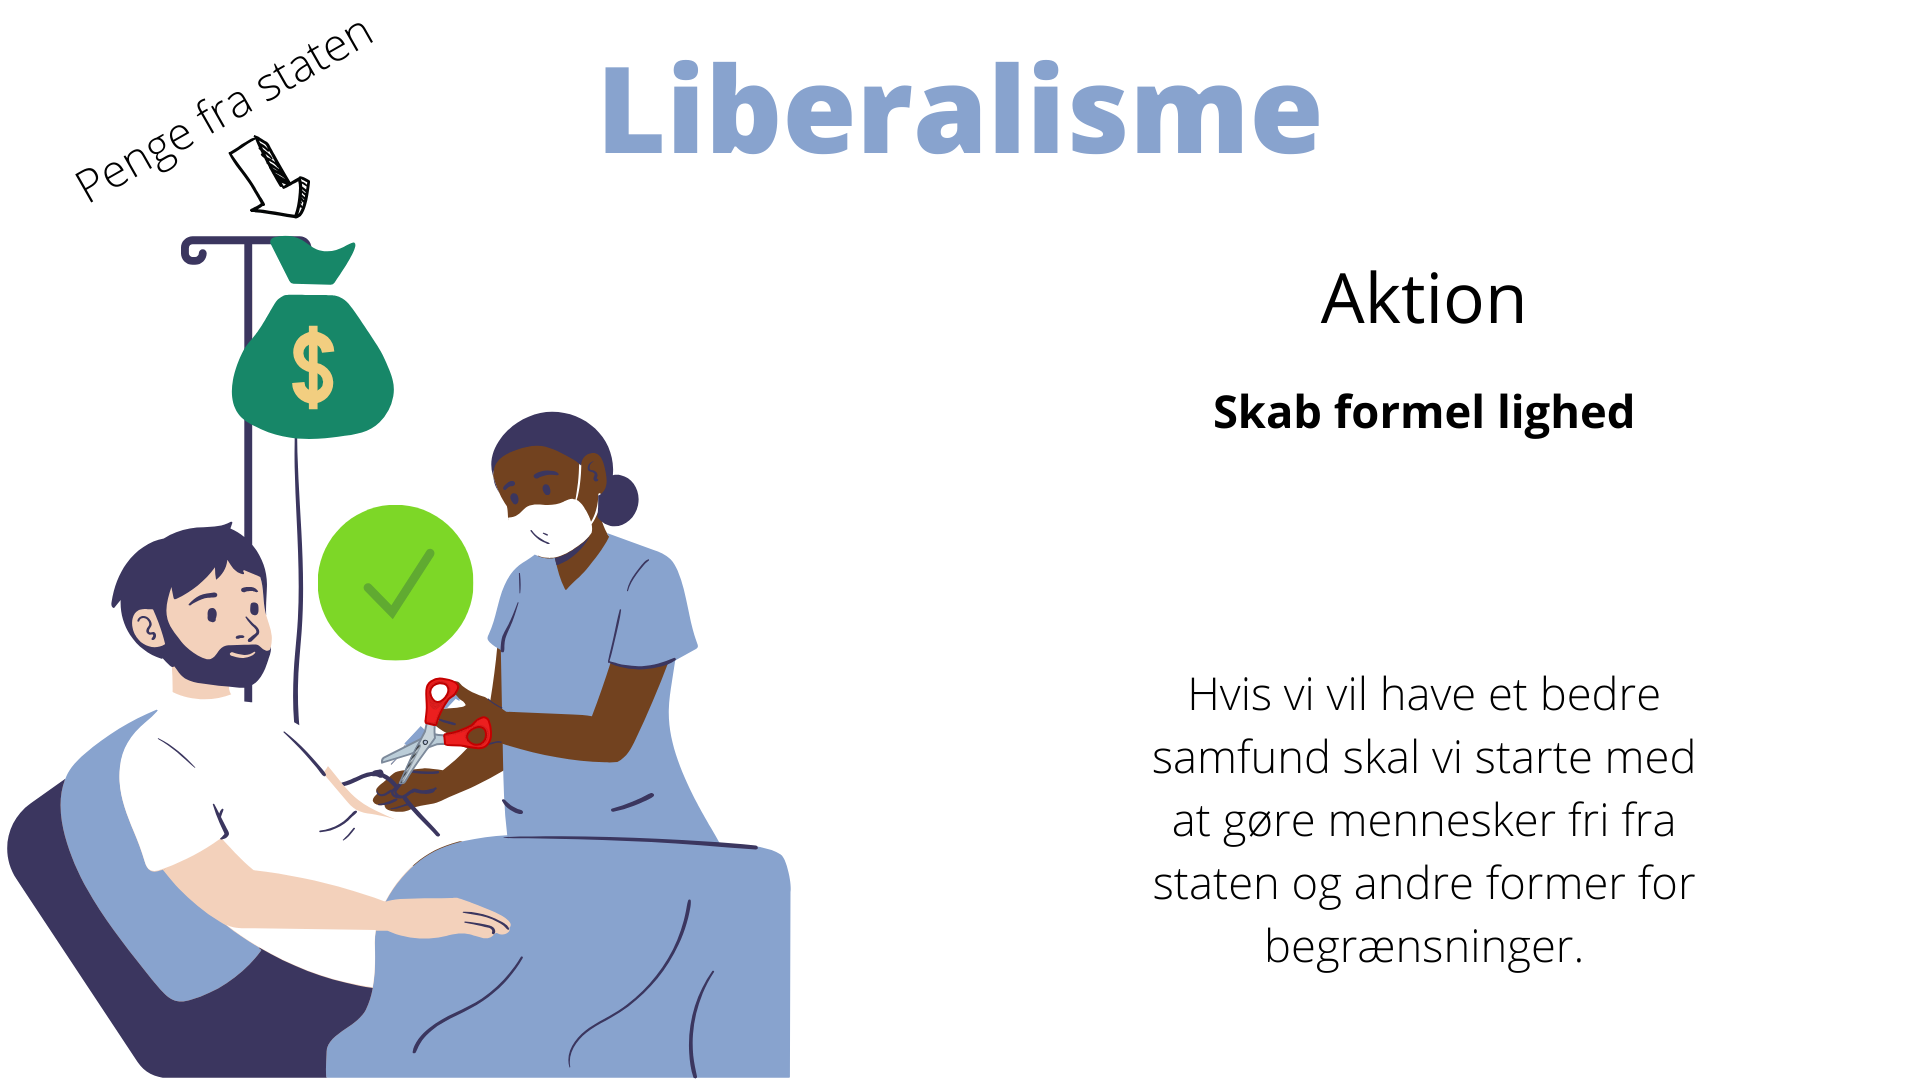 Penge fra staten
Liberalisme
$
Aktion
Skab formel lighed
Hvis vi vil have et bedre
samfund skal vi starte med
at gøre mennesker fri fra
staten og andre former for
begrænsninger.